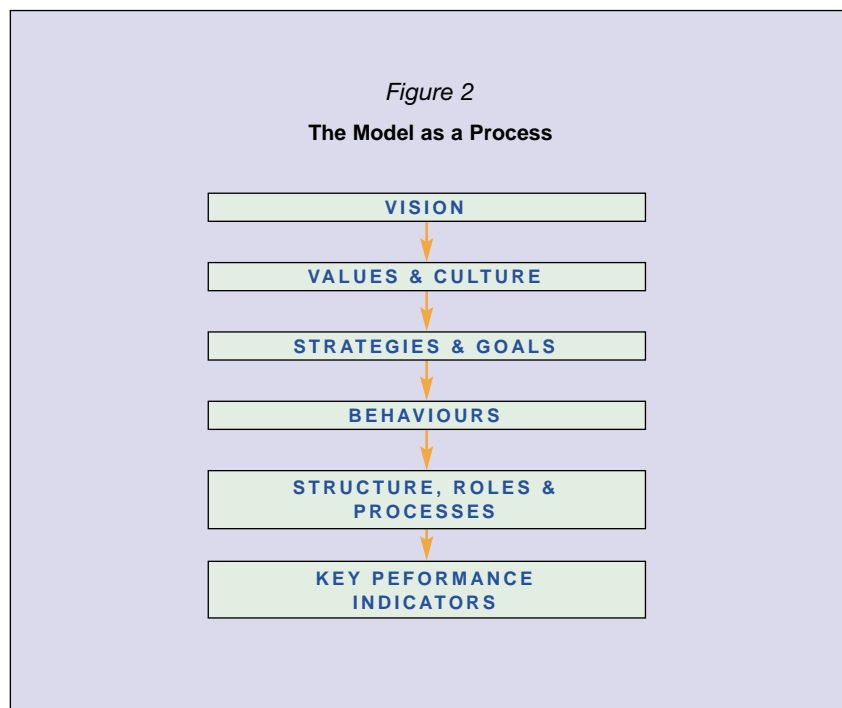 Figure 2
The Model as a Process
VISION
VALUES & CULTURE
STRATEGIES & GOALS
BEHAVIOURS
STRUCTURE, ROLES &
PROCESSES
KEY PEFORMANCE
INDICATORS